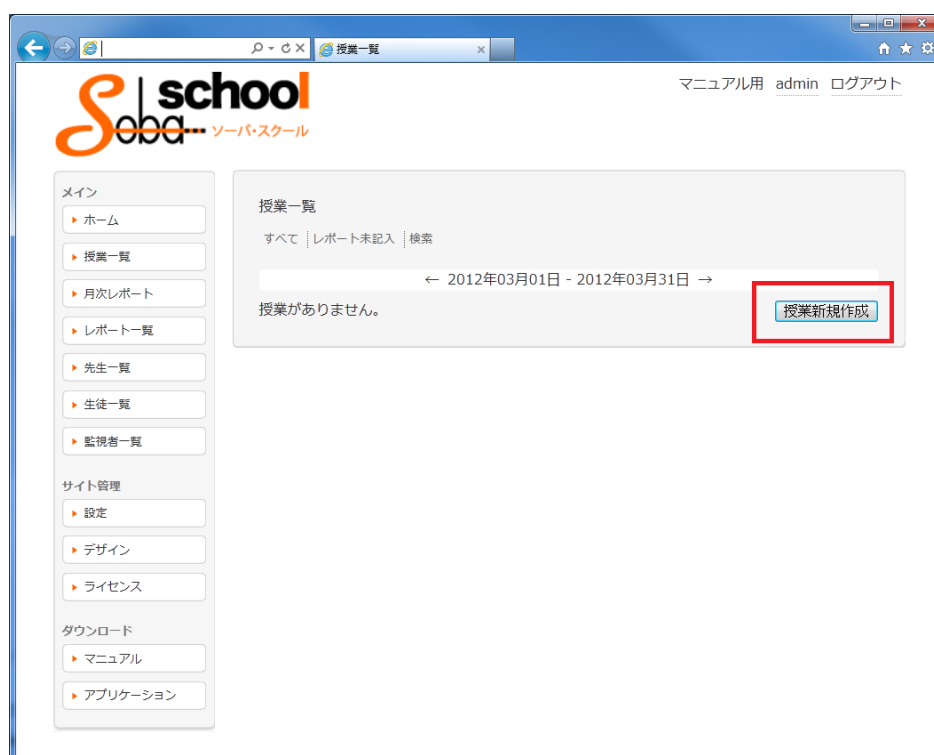 授業一覧
school
Soba
ソーバ・スクール
マニュアル用 admin ログアウト
メイン
ホーム
授業一覧
月次レポート
レポート一覧
先生一覧
生徒一覧
監視者一覧
サイト管理
設定
デザイン
ライセンス
ダウンロード
マニュアル
アプリケーション
授業一覧
すべて レポート未記入 検索
← 2012年03月01日 - 2012年03月31日 →
授業がありません。 授業新規作成